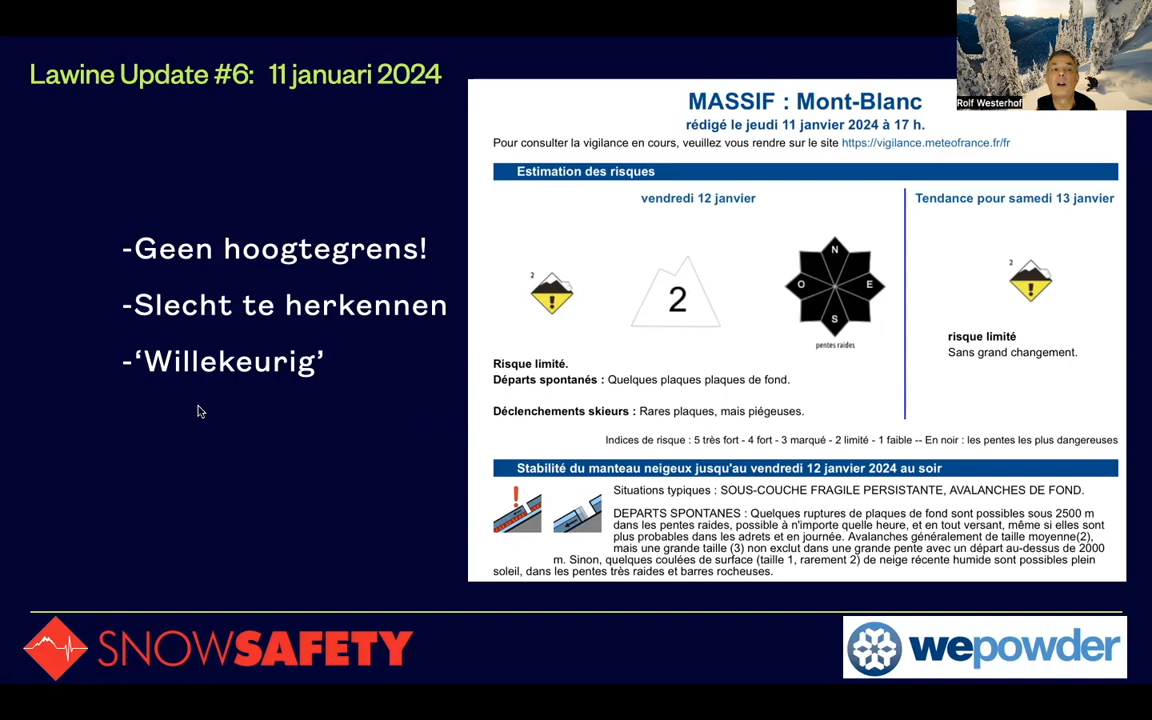 Lawine Update #6: 11 januari 2024
Rolf Westerhof
-Geen hoogtegrens!
-Slecht te herkennen
-‘Willekeurig’
MASSIF : Mont-Blanc
rédigé le jeudi 11 janvier 2024 à 17 h.
Pour consulter la vigilance en cours, veuillez vous rendre sur le site https://vigilance.meteofrance.fr/fr
Estimation des risques
vendredi 12 janvier
Tendance pour samedi 13 janvier
2
2
N
O
E
S
pentes raides
2
risque limité
Sans grand changement.
Risque limité.
Départs spontanés : Quelques plaques plaques de fond.
Déclenchements skieurs : Rares plaques, mais piégeuses.
Indices de risque : 5 très fort - 4 fort - 3 marqué - 2 limité - 1 faible -- En noir : les pentes les plus dangereuses
Stabilité du manteau neigeux jusqu'au vendredi 12 janvier 2024 au soir
Situations typiques : SOUS-COUCHE FRAGILE PERSISTANTE, AVALANCHES DE FOND.
DEPARTS SPONTANES : Quelques ruptures de plaques de fond sont possibles sous 2500 m
dans les pentes raides, possible à n'importe quelle heure, et en tout versant, même si elles sont
plus probables dans les adrets et en journée. Avalanches généralement de taille moyenne(2),
mais une grande taille (3) non exclut dans une grande pente avec un départ au-dessus de 2000
m. Sinon, quelques coulées de surface (taille 1, rarement 2) de neige récente humide sont possibles plein
soleil, dans les pentes très raides et barres rocheuses.
SNOWSAFETY
wepowder